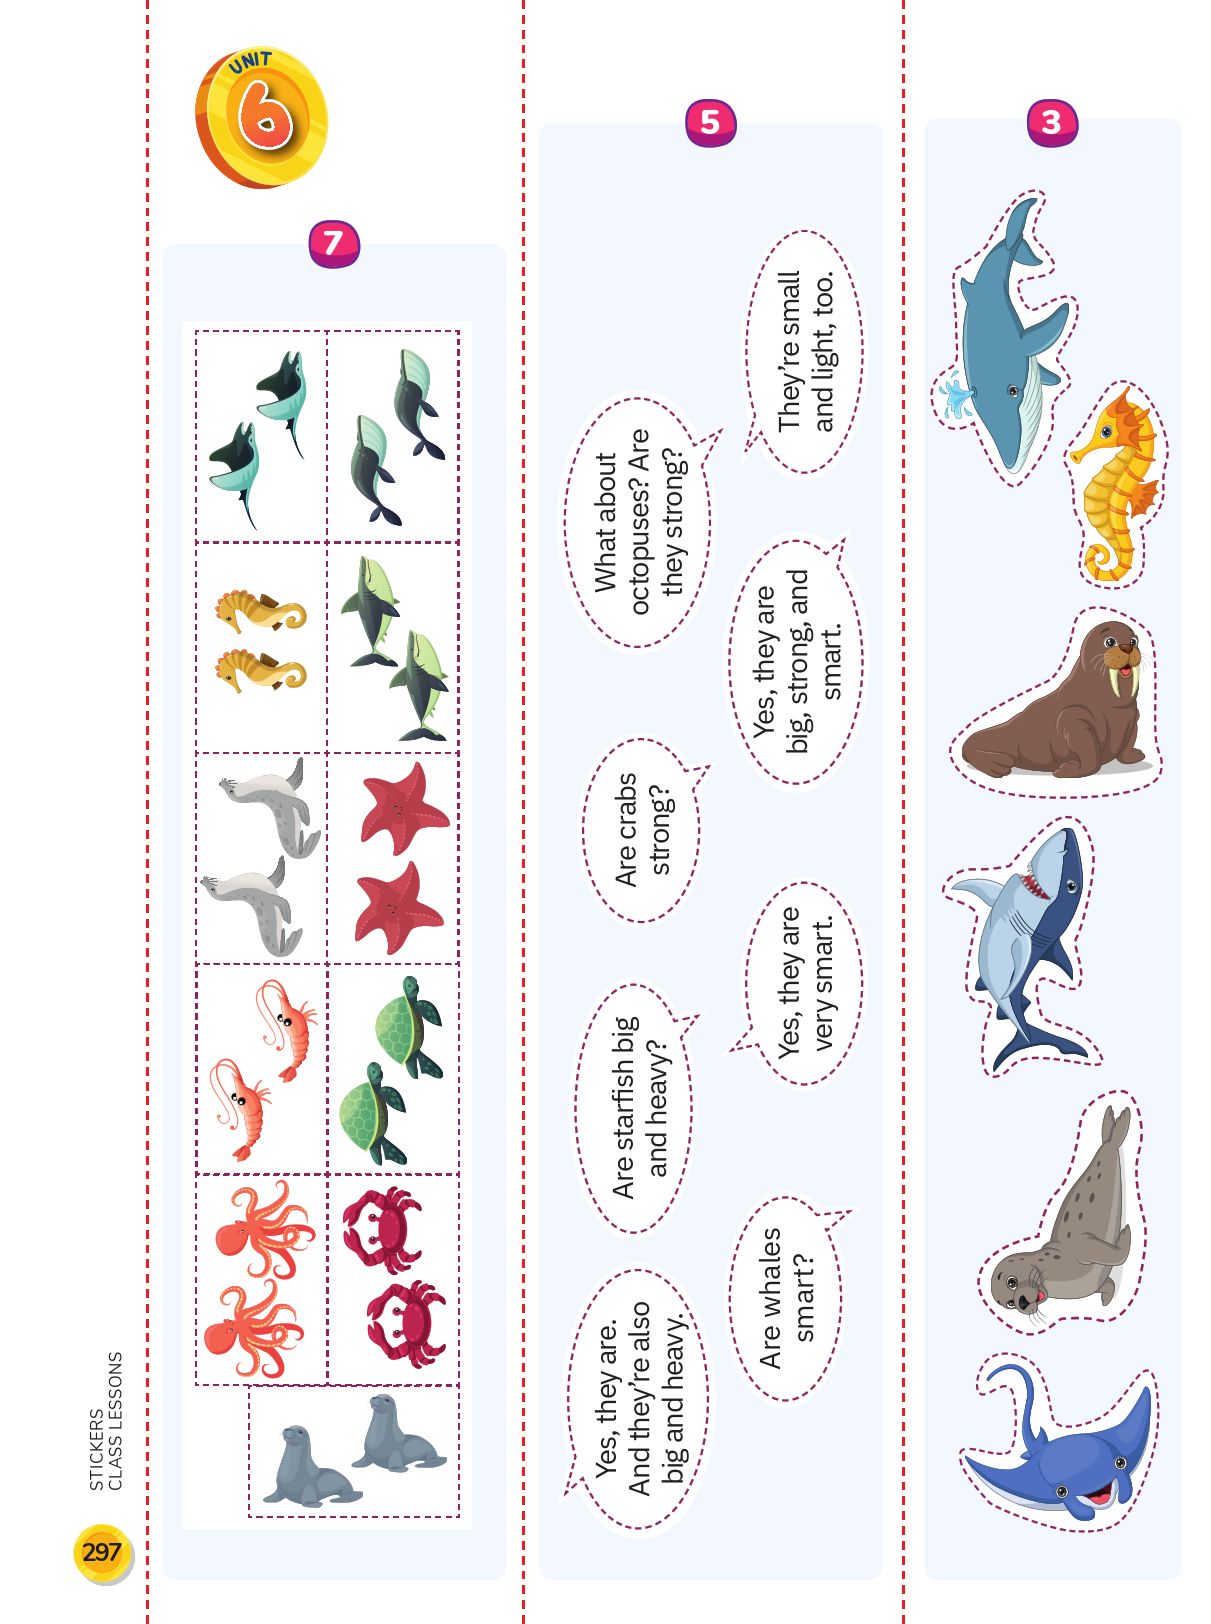 UNIT
6
7
5
What about
octopuses? Are
they strong?
They’re small
and light, too.
Yes, they are
big, strong, and
smart.
Are crabs
strong?
Yes, they are
very smart.
Are starfish big
and heavy?
Are whales
smart?
Yes, they are.
And they’re also
big and heavy.
3
STICKERS
CLASS LESSONS
297